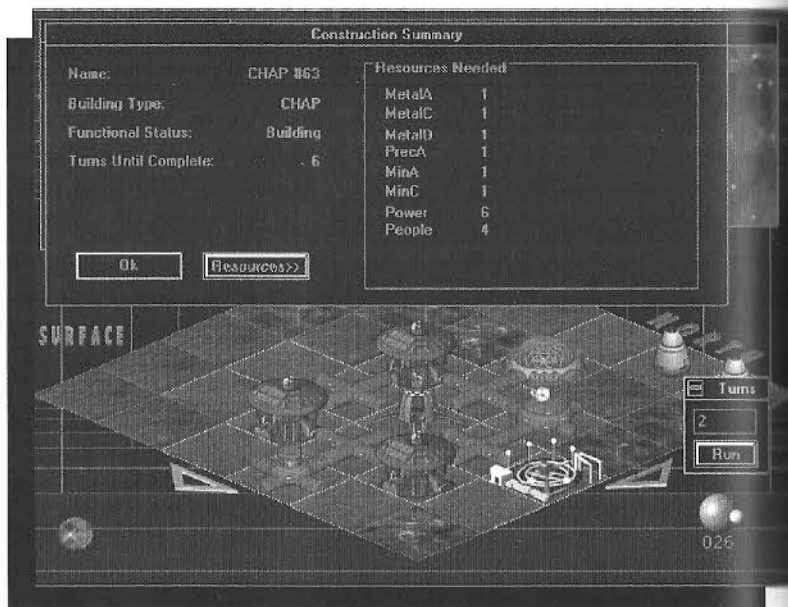 Construction Summary
Name: CHAP #63
Building Type: CHAP
Functional Status: Building
Turns Until Complete: 6
Ok
Resources>>
Resources Needed
MetalA 1
MetalC 1
MetalD 1
PrecA 1
MinA 1
MinC 1
Power 6
People 4
SURFACE
NORTH
Turns
2
Run
026